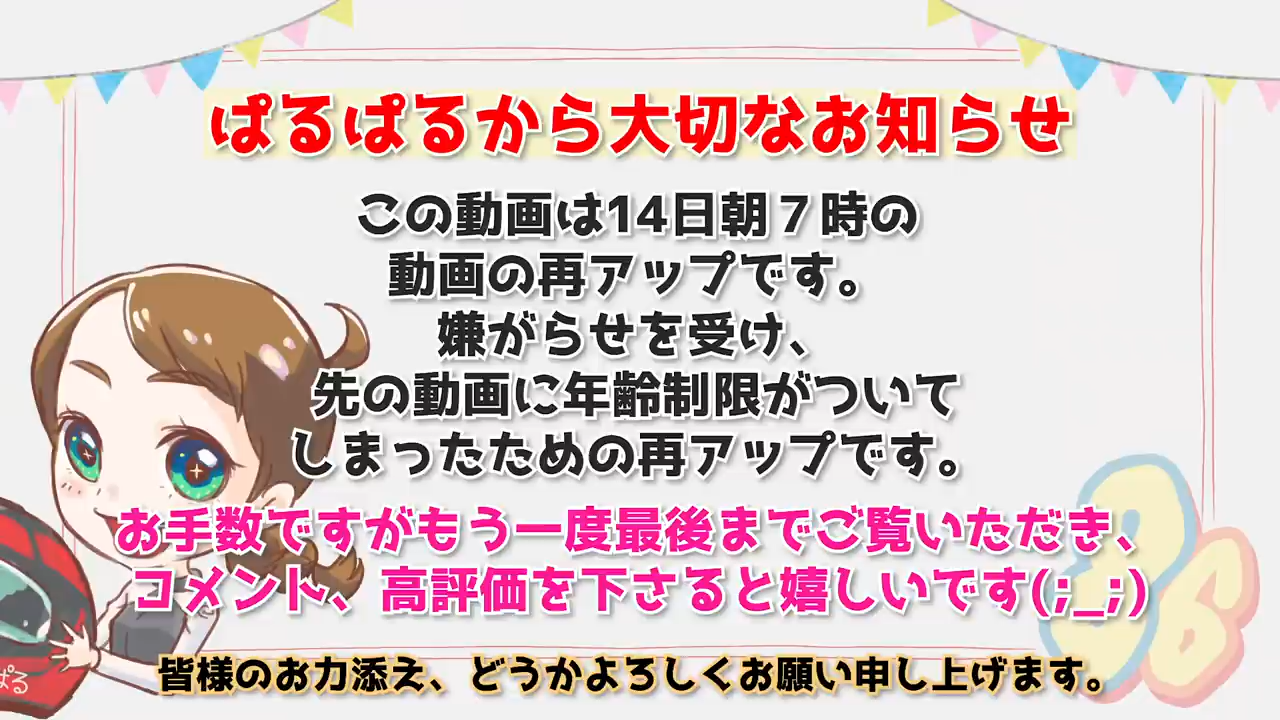 ぱるぱるから大切なお知らせ
この動画は14日朝７時の
動画の再アップです。
嫌がらせを受け、
先の動画に年齢制限がついて
しまったための再アップです。
お手数ですがもう一度最後までご覧いただき、
コメント、高評価を下さると嬉しいです(;_;)
皆様のお力添え、どうかよろしくお願い申し上げます。
ぱる